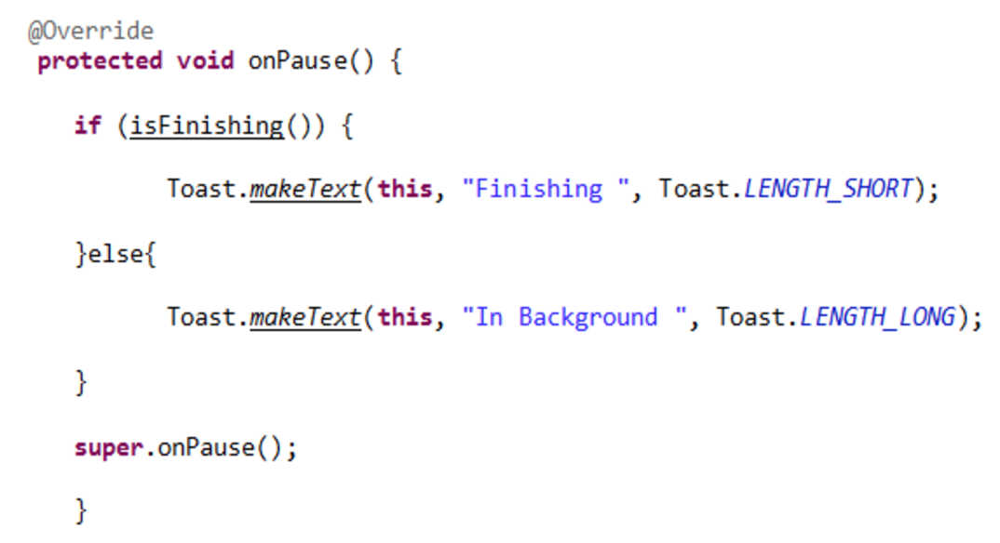 @Override
protected void onPause() {
if (isFinishing()) {
Toast.makeText(this, "Finishing ", Toast.LENGTH_SHORT);
}else{
Toast.makeText(this, "In Background ", Toast.LENGTH_LONG);
}
super.onPause();
}